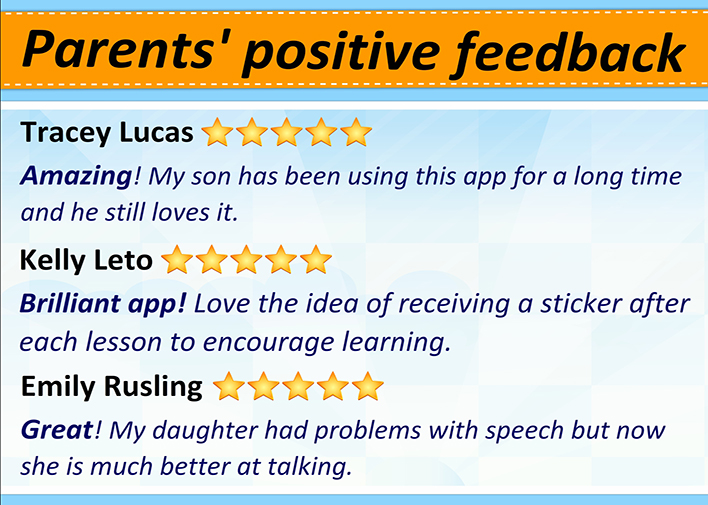 Parents' positive feedback
Tracey Lucas
Amazing! My son has been using this app for a long time
and he still loves it.
Kelly Leto
Brilliant app! Love the idea of receiving a sticker after
each lesson to encourage learning.
Emily Rusling
Great! My daughter had problems with speech but now
she is much better at talking.